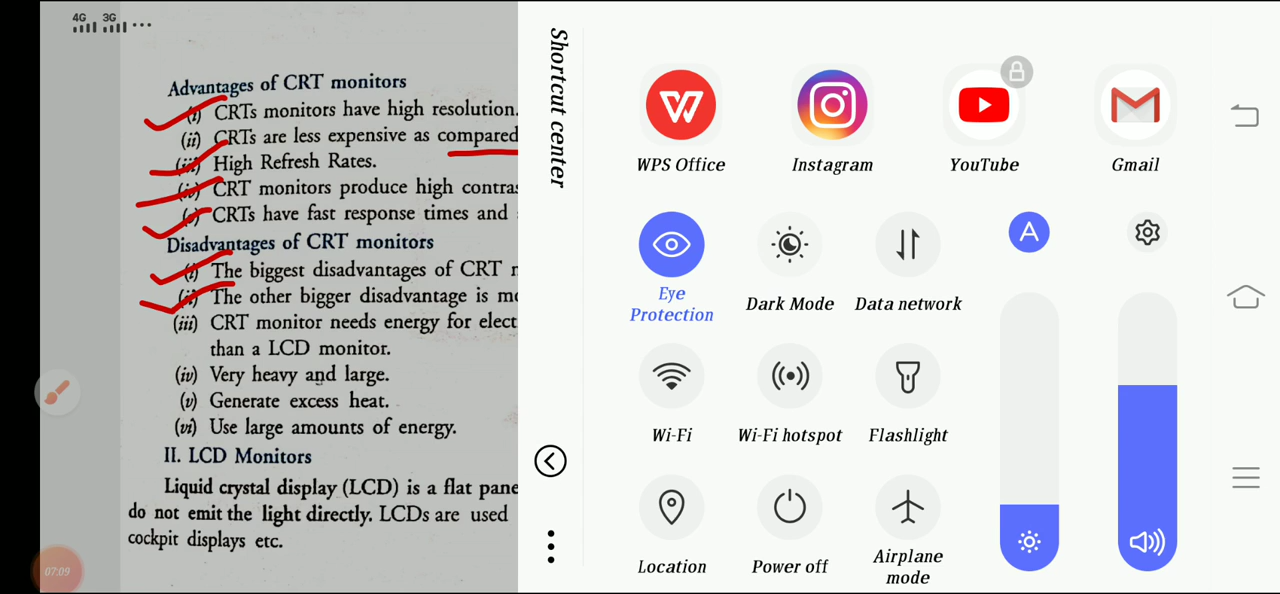 4G 3G
Advantages of CRT monitors
(i) CRTs monitors have high resolution.
(ii) CRTs are less expensive as compared
(iii) High Refresh Rates.
(iv) CRT monitors produce high contras
(v) CRTs have fast response times and
Disadvantages of CRT monitors
(i) The biggest disadvantages of CRT
(ii) The other bigger disadvantage is
(iii) CRT monitor needs energy for elect
than a LCD monitor.
(iv) Very heavy and large.
(v) Generate excess heat.
(vi) Use large amounts of energy.
II. LCD Monitors
Liquid crystal display (LCD) is a flat pane
do not emit the light directly. LCDs are used
cockpit displays etc.
07:09
Shortcut center
WPS Office
Instagram
YouTube
Gmail
A
Eye
Protection
Dark Mode
Data network
Wi-Fi
Wi-Fi hotspot
Flashlight
Location
Power off
Airplane
mode